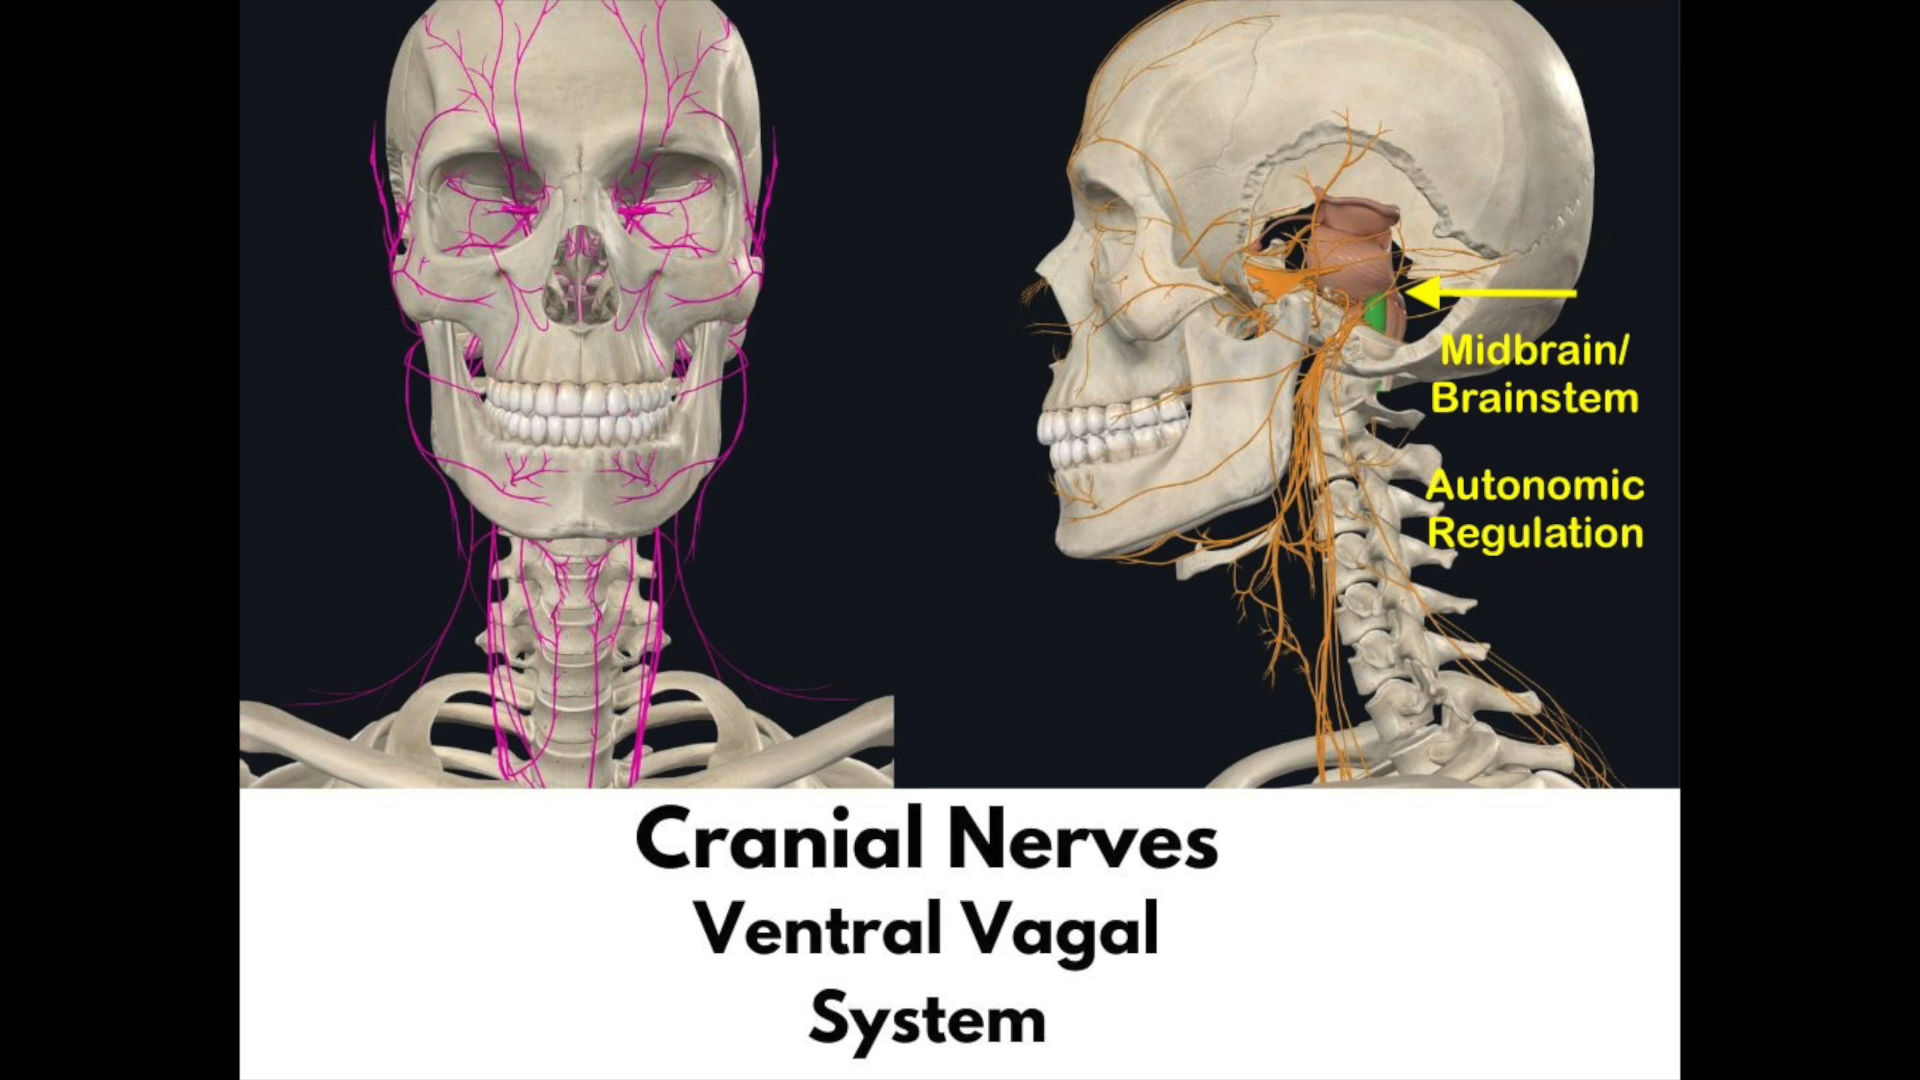 Midbrain/
Brainstem
Autonomic
Regulation
Cranial Nerves
Ventral Vagal
System